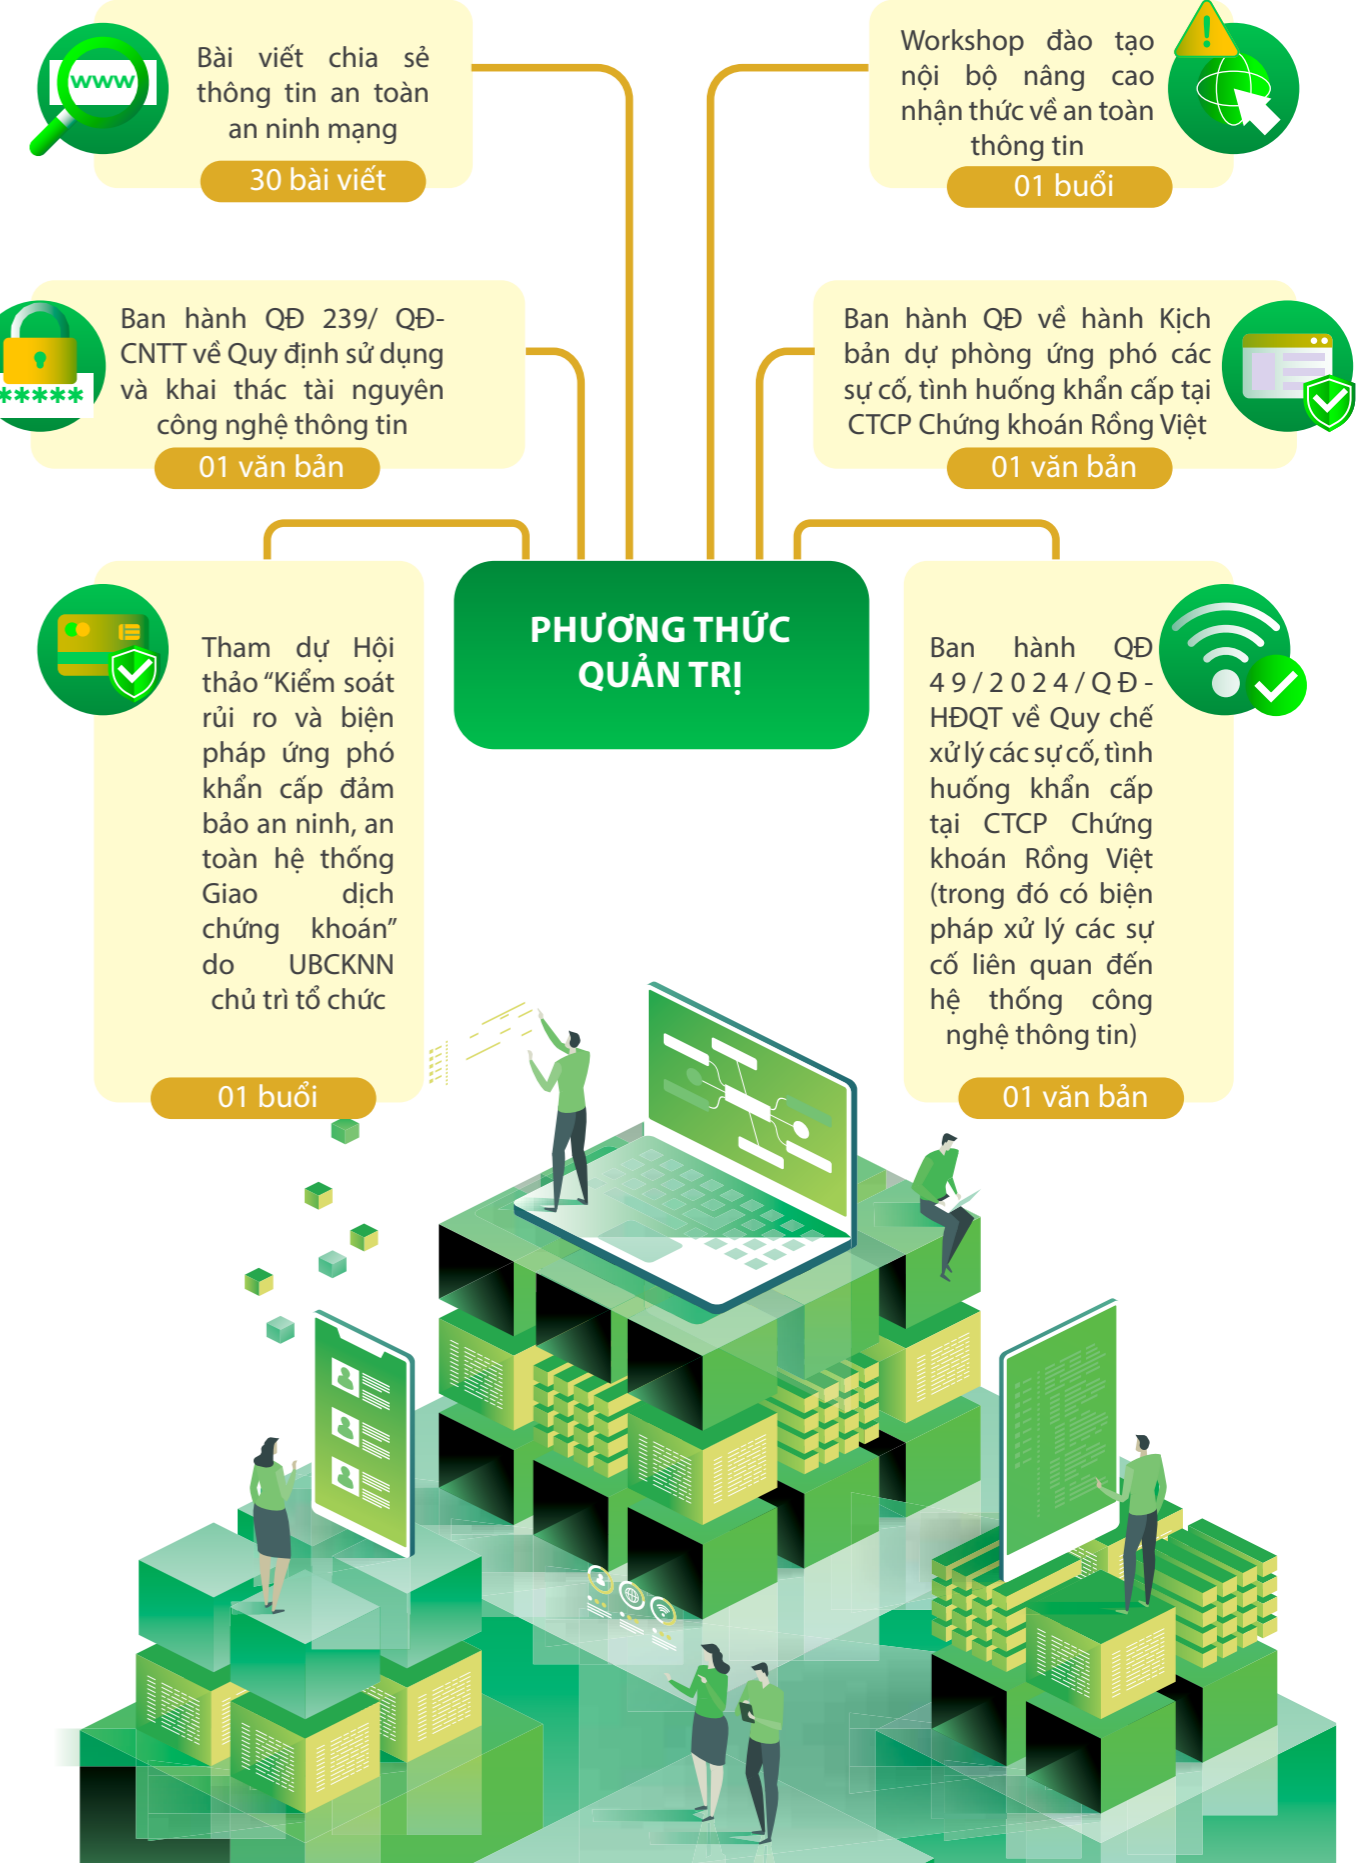 www
Bài viết chia sẻ
thông tin an toàn
an ninh mạng
30 bài viết
Workshop đào tạo
nội bộ nâng cao
nhận thức về an toàn
thông tin
01 buổi
Ban hành QĐ 239/ QĐ-
CNTT về Quy định sử dụng
và khai thác tài nguyên
công nghệ thông tin
01 văn bản
*****
Ban hành QĐ về hành Kịch
bản dự phòng ứng phó các
sự cố, tình huống khẩn cấp tại
CTCP Chứng khoán Rồng Việt
01 văn bản
PHƯƠNG THỨC
QUẢN TRỊ
Tham dự Hội
thảo “Kiểm soát
rủi ro và biện
pháp ứng phó
khẩn cấp đảm
bảo an ninh, an
toàn hệ thống
Giao dịch
chứng khoán”
do UBCKNN
chủ trì tổ chức
01 buổi
Ban hành QĐ
49/2024/QĐ-
HĐQT về Quy chế
xử lý các sự cố, tình
huống khẩn cấp
tại CTCP Chứng
khoán Rồng Việt
(trong đó có biện
pháp xử lý các sự
cố liên quan đến
hệ thống công
nghệ thông tin)
01 văn bản